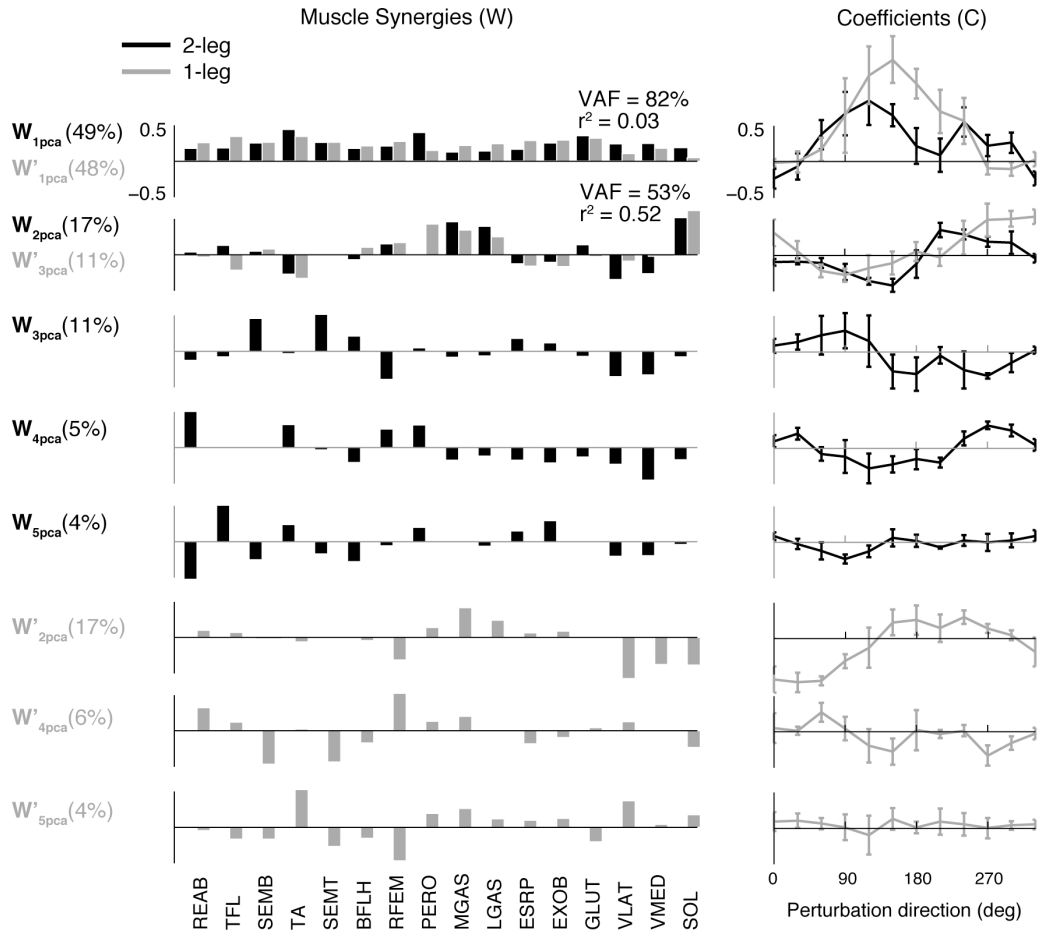 Muscle Synergies (W)
Coefficients (C)
2-leg
1-leg
VAF = 82%
r² = 0.03
W1pca(49%)
W'1pca(48%)
0.5
−0.5
0.5
−0.5
VAF = 53%
r² = 0.52
W2pca(17%)
W'3pca(11%)
W3pca(11%)
W4pca(5%)
W5pca(4%)
W'2pca(17%)
W'4pca(6%)
W'5pca(4%)
REAB
TFL
SEMB
TA
SEMT
BFLH
RFEM
PERO
MGAS
LGAS
ESRP
EXOB
GLUT
VLAT
VMED
SOL
0 90 180 270
Perturbation direction (deg)